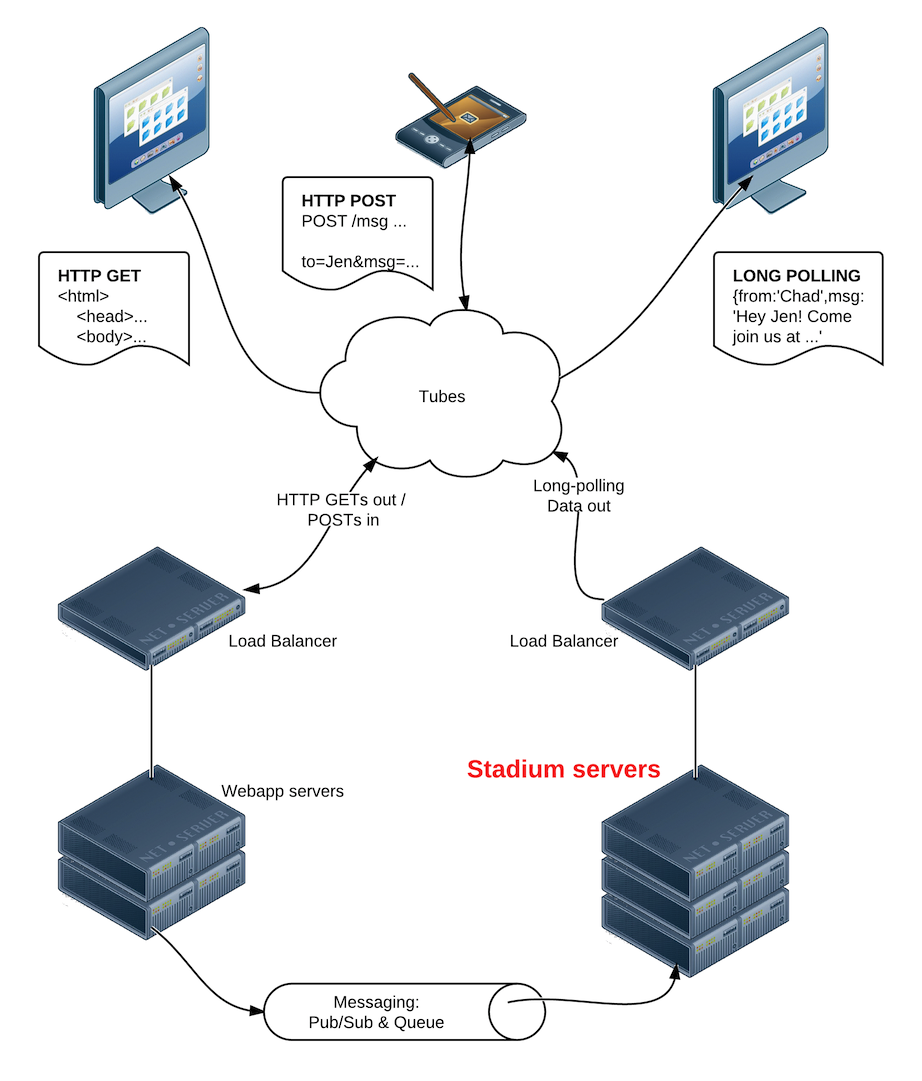 HTTP POST
POST /msg ...
to=Jen&msg=...
HTTP GET
<html>
<head>...
<body>...
LONG POLLING
{from:'Chad',msg:
'Hey Jen! Come
join us at ...'
Tubes
HTTP GETs out /
POSTs in
Long-polling
Data out
NET • SERVER
Load Balancer
NET • SERVER
Load Balancer
Stadium servers
Webapp servers
NET • SERVER
NET • SERVER
Messaging:
Pub/Sub & Queue